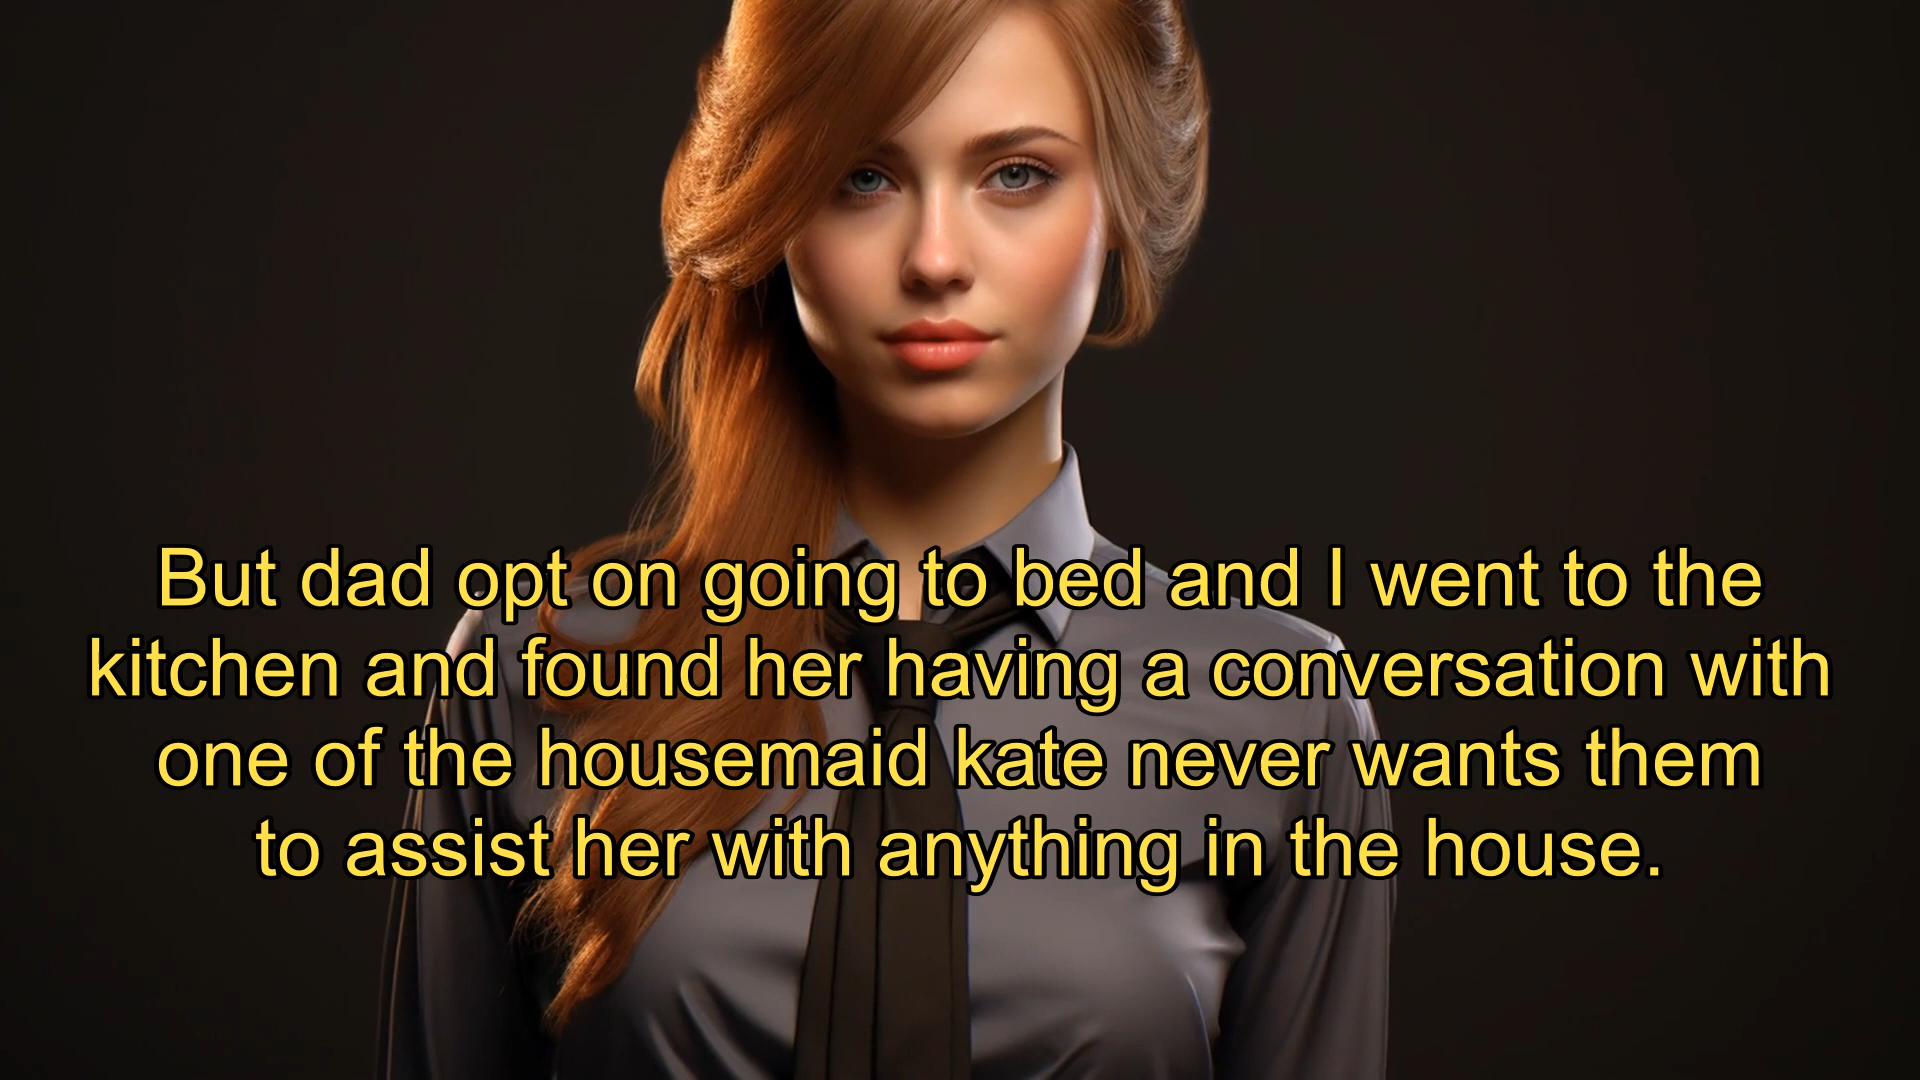 But dad opt on going to bed and I went to the
kitchen and found her having a conversation with
one of the housemaid kate never wants them
to assist her with anything in the house.